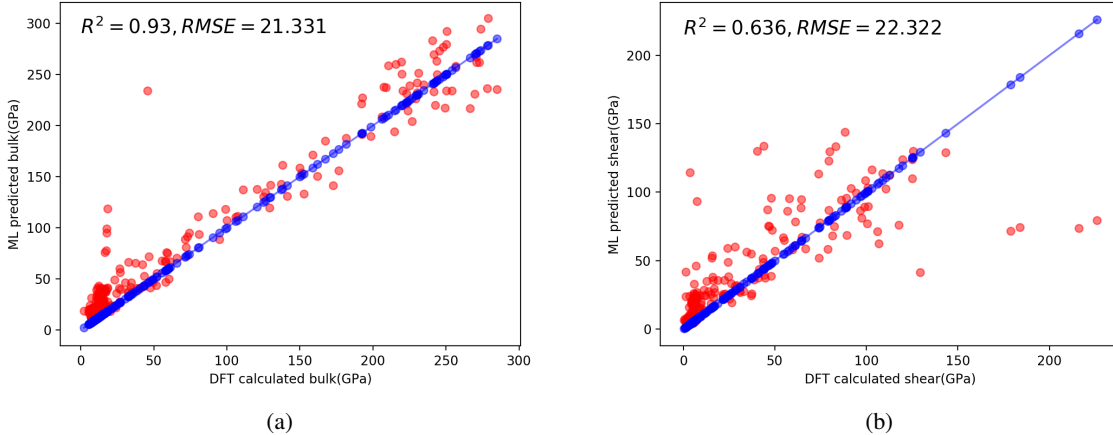 R² = 0.93, RMSE = 21.331
ML predicted bulk(GPa)
300
250
200
150
100
50
0
0 50 100 150 200 250 300
DFT calculated bulk(GPa)
(a)
R² = 0.636, RMSE = 22.322
ML predicted shear(GPa)
200
150
100
50
0
0 50 100 150 200
DFT calculated shear(GPa)
(b)